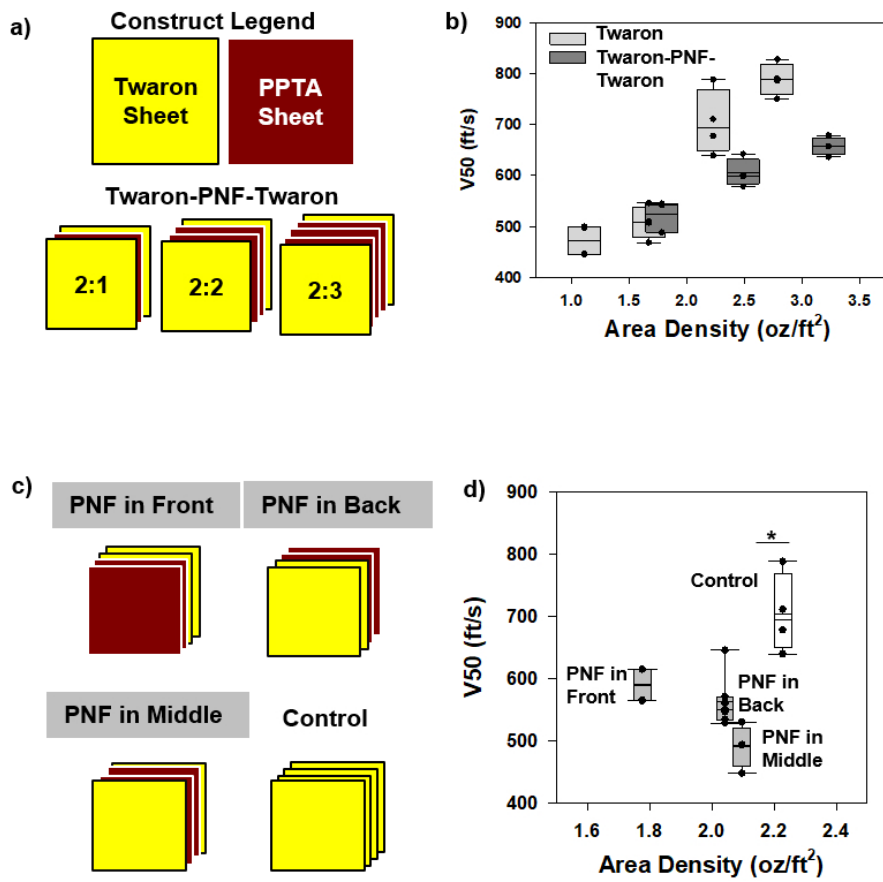 a)
Construct Legend
Twaron
Sheet
PPTA
Sheet
Twaron-PNF-Twaron
2:1
2:2
2:3
b)
Twaron
Twaron-PNF-
Twaron
900
800
700
600
500
400
V50 (ft/s)
1.0 1.5 2.0 2.5 3.0 3.5
Area Density (oz/ft²)
c)
PNF in Front
PNF in Back
PNF in Middle
Control
d)
900
800
700
600
500
400
V50 (ft/s)
*
Control
PNF in
Front
PNF in
Back
PNF in
Middle
1.6 1.8 2.0 2.2 2.4
Area Density (oz/ft²)